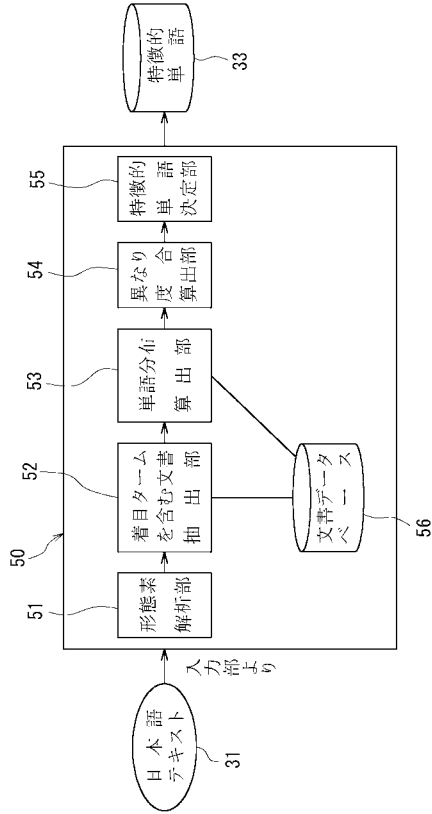 日本語
テキスト
31
入力
部より
50
51
形態素
解析部
52
着目ターム
を含む文書
抽出部
53
単語分布
算出部
54
異なり
度合
算出部
55
特徴的
単語
決定部
文書データ
ベース
56
特徴的
単語
33